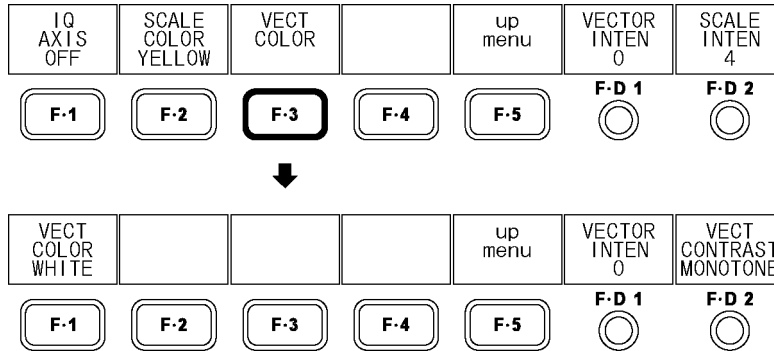 IQ AXIS OFF
SCALE COLOR YELLOW
VECT COLOR
up menu
VECTOR INTEN 0
SCALE INTEN 4
F·1
F·2
F·3
F·4
F·5
F·D 1
F·D 2
VECT COLOR WHITE
up menu
VECTOR INTEN 0
VECT CONTRAST MONOTONE
F·1
F·2
F·3
F·4
F·5
F·D 1
F·D 2